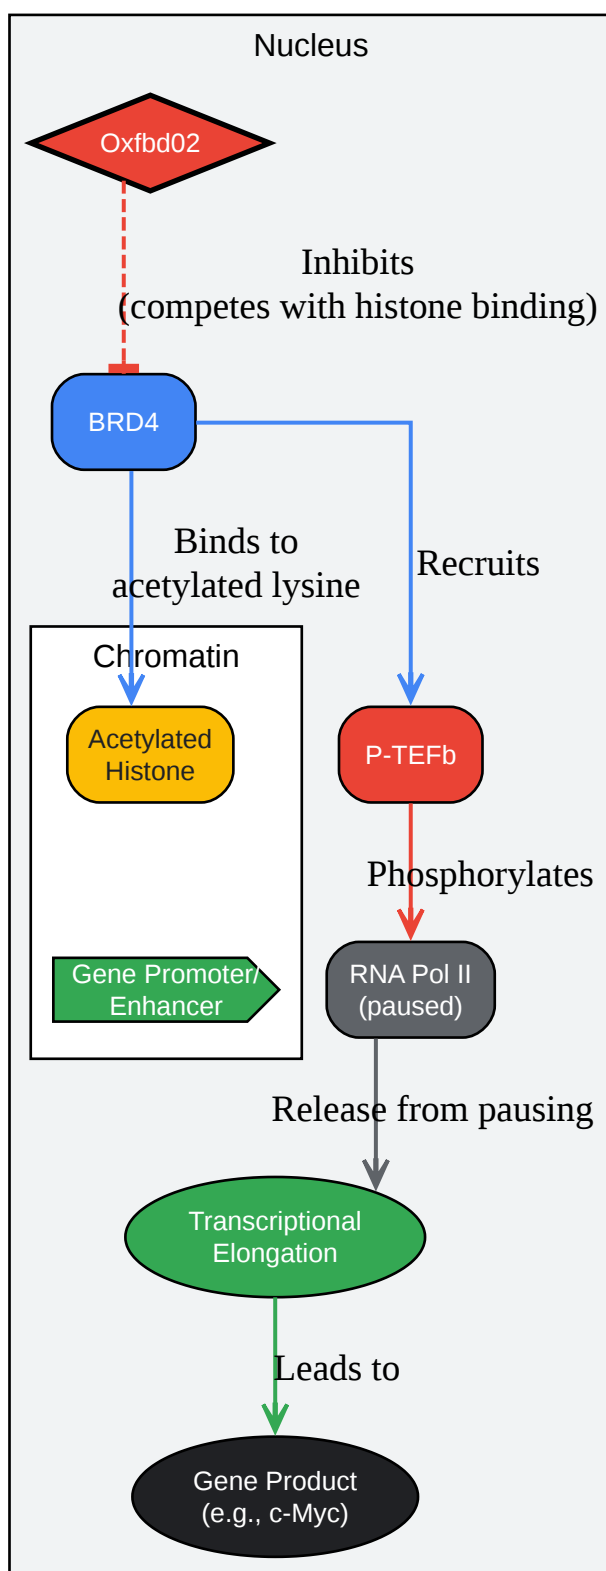 Nucleus
Oxfbd02
Inhibits
(competes with histone binding)
BRD4
Binds to
acetylated lysine
Recruits
Chromatin
Acetylated
Histone
P-TEFb
Phosphorylates
Gene Promoter/
Enhancer
RNA Pol II
(paused)
Release from pausing
Transcriptional
Elongation
Leads to
Gene Product
(e.g., c-Myc)